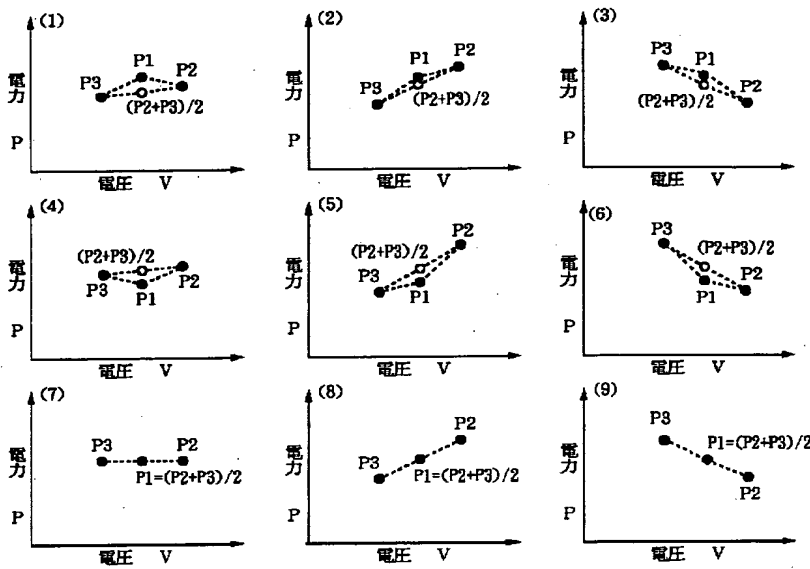 (1)
P1
P2
P3
(P2+P3)/2
電力 P
電圧 V
(2)
P1
P2
P3
(P2+P3)/2
電力 P
電圧 V
(3)
P3
P1
P2
(P2+P3)/2
電力 P
電圧 V
(4)
(P2+P3)/2
P3
P1
P2
電力 P
電圧 V
(5)
P2
(P2+P3)/2
P3
P1
電力 P
電圧 V
(6)
P3
(P2+P3)/2
P2
P1
電力 P
電圧 V
(7)
P3
P2
P1=(P2+P3)/2
電力 P
電圧 V
(8)
P2
P3
P1=(P2+P3)/2
電力 P
電圧 V
(9)
P3
P1=(P2+P3)/2
P2
電力 P
電圧 V